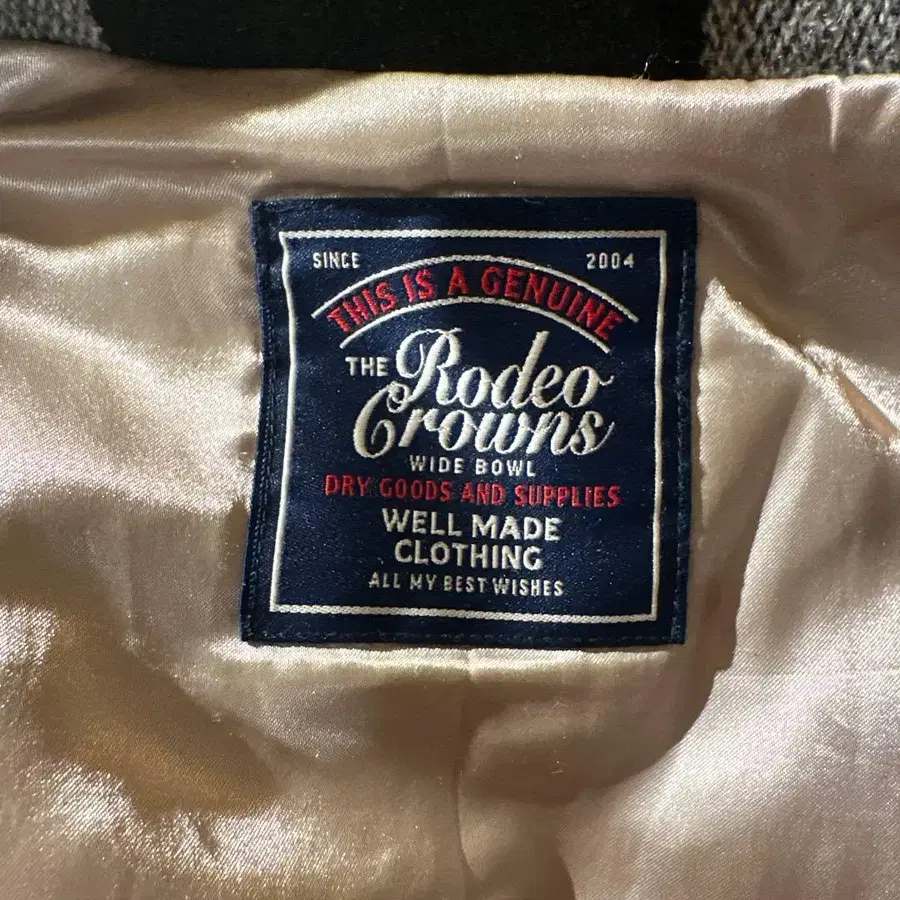 SINCE 2004
THIS IS A GENUINE
THE Rodeo
Crowns
WIDE BOWL
DRY GOODS AND SUPPLIES
WELL MADE
CLOTHING
ALL MY BEST WISHES